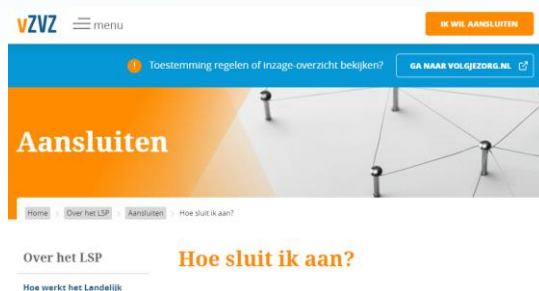 vZVZ menu IK WIL AANSLUITEN
! Toestemming regelen of inzage-overzicht bekijken? GA NAAR VOLGJEZORG.NL
Aansluiten
Home > Over het LSP > Aansluiten > Hoe sluit ik aan?
Over het LSP
Hoe sluit ik aan?
Hoe werkt het Landelijk